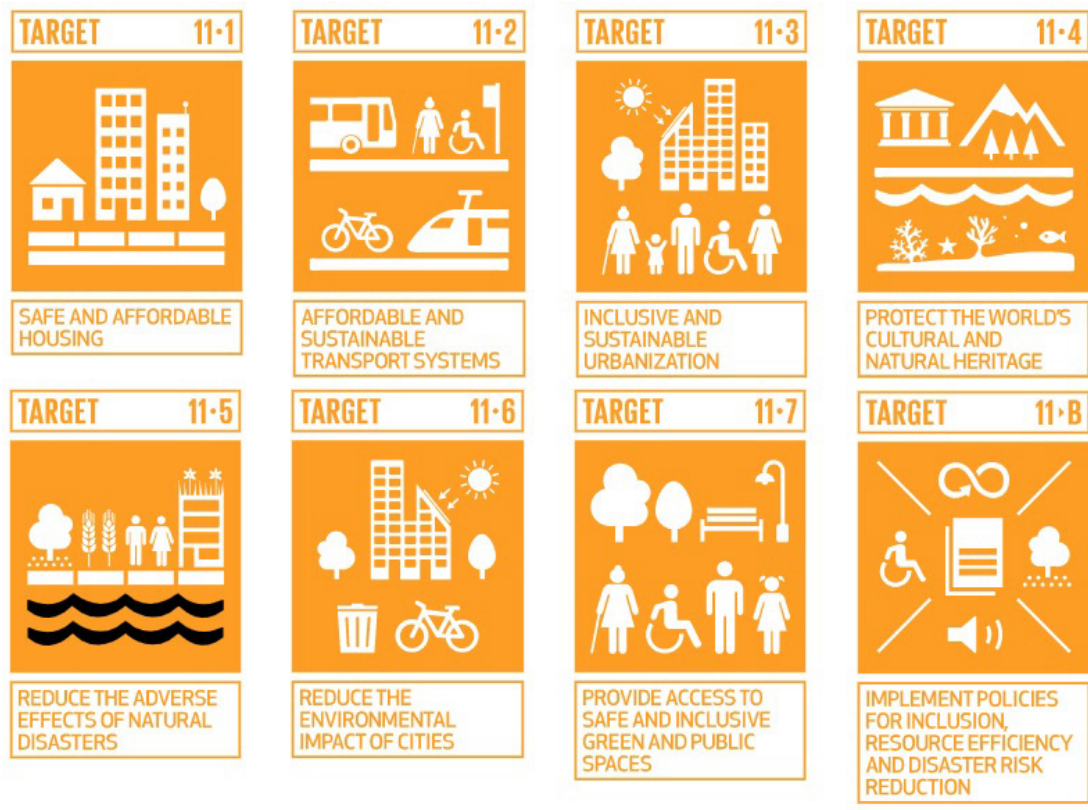 TARGET 11·1
SAFE AND AFFORDABLE
HOUSING
TARGET 11·2
AFFORDABLE AND
SUSTAINABLE
TRANSPORT SYSTEMS
TARGET 11·3
INCLUSIVE AND
SUSTAINABLE
URBANIZATION
TARGET 11·4
PROTECT THE WORLD'S
CULTURAL AND
NATURAL HERITAGE
TARGET 11·5
REDUCE THE ADVERSE
EFFECTS OF NATURAL
DISASTERS
TARGET 11·6
REDUCE THE
ENVIRONMENTAL
IMPACT OF CITIES
TARGET 11·7
PROVIDE ACCESS TO
SAFE AND INCLUSIVE
GREEN AND PUBLIC
SPACES
TARGET 11·B
IMPLEMENT POLICIES
FOR INCLUSION,
RESOURCE EFFICIENCY
AND DISASTER RISK
REDUCTION